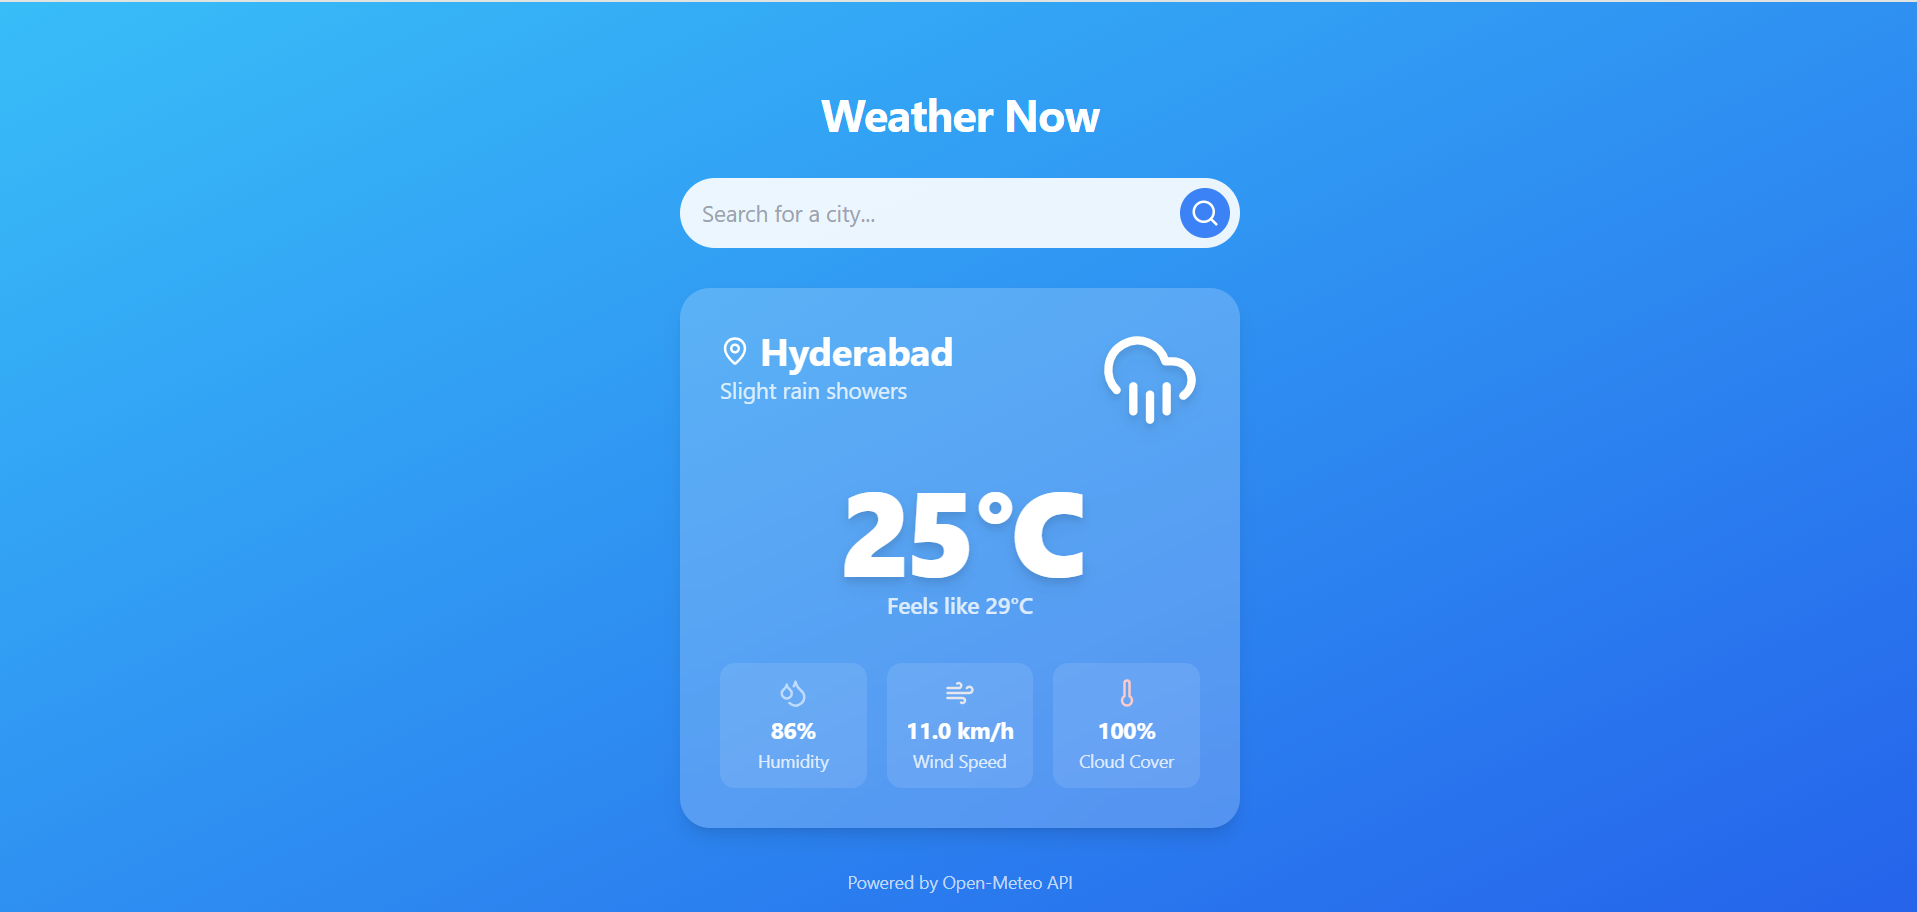 Weather Now
Search for a city...
Hyderabad
Slight rain showers
25°C
Feels like 29°C
86%
Humidity
11.0 km/h
Wind Speed
100%
Cloud Cover
Powered by Open-Meteo API